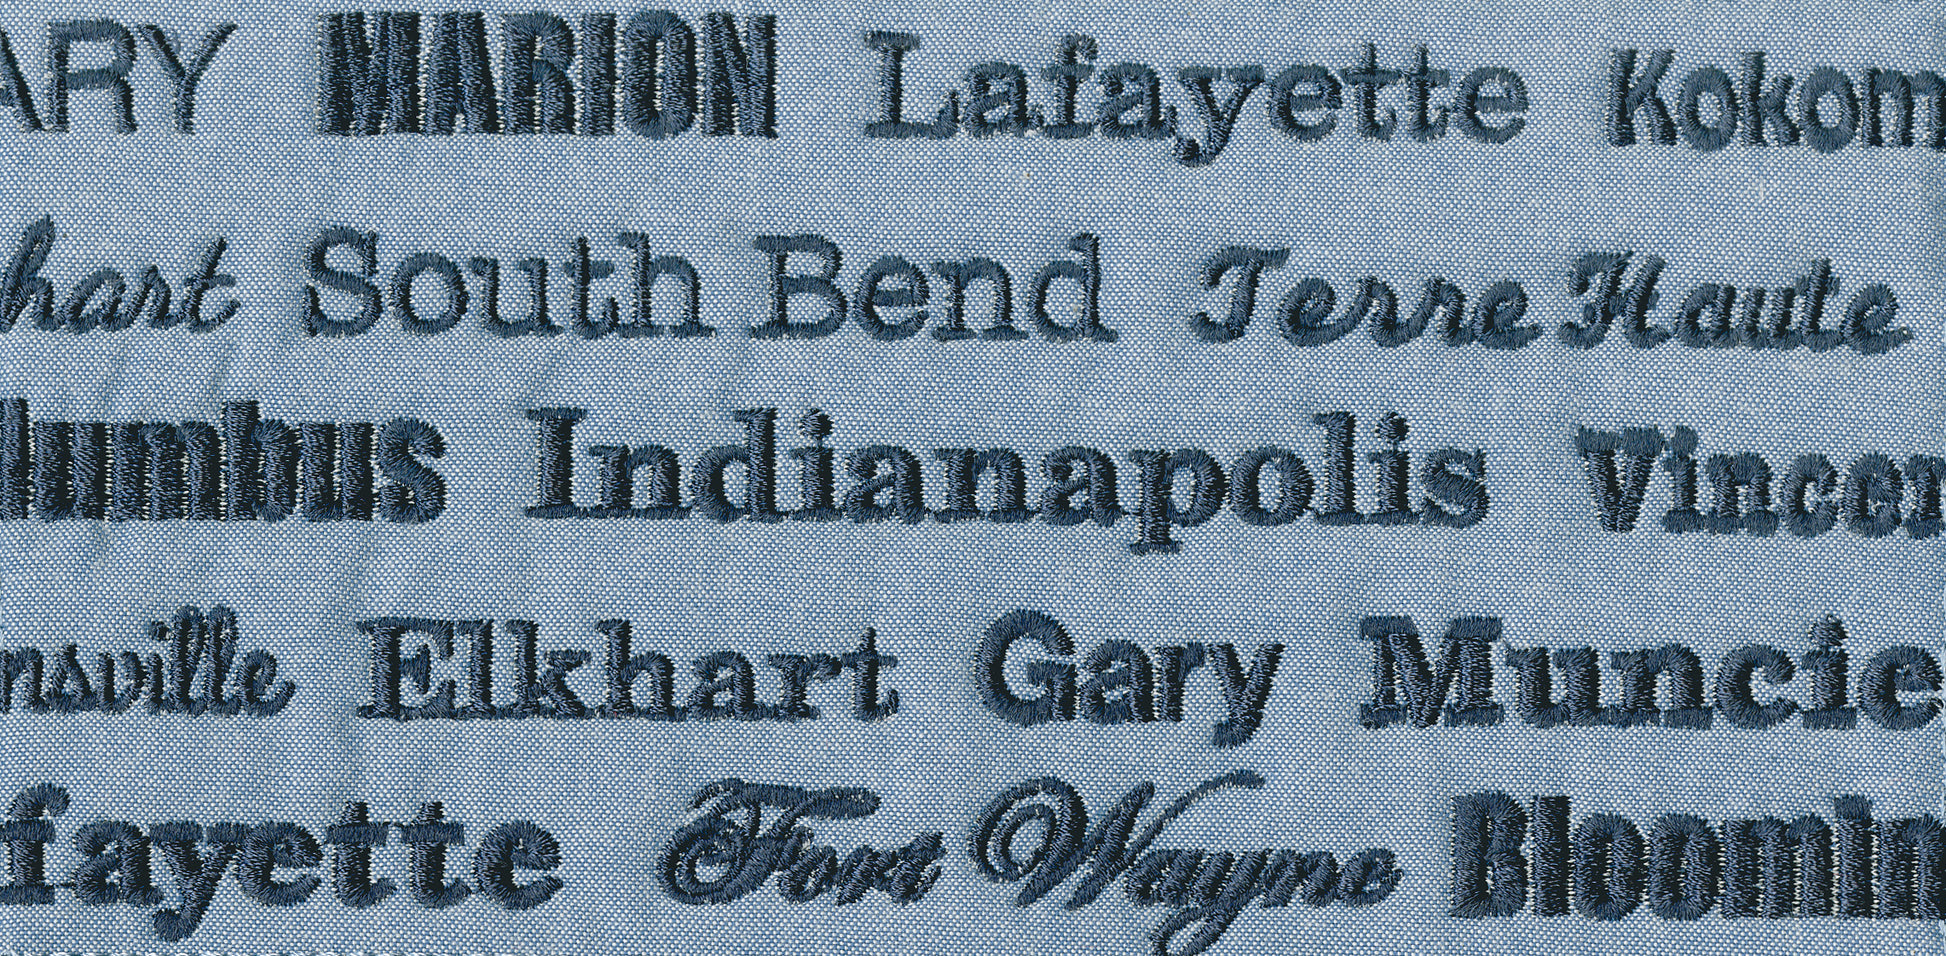 ARY MARION Lafayette Kokom
hart South Bend Terre Haute
lumbus Indianapolis Vincen
nsville Elkhart Gary Muncie
fayette Fort Wayne Bloomin